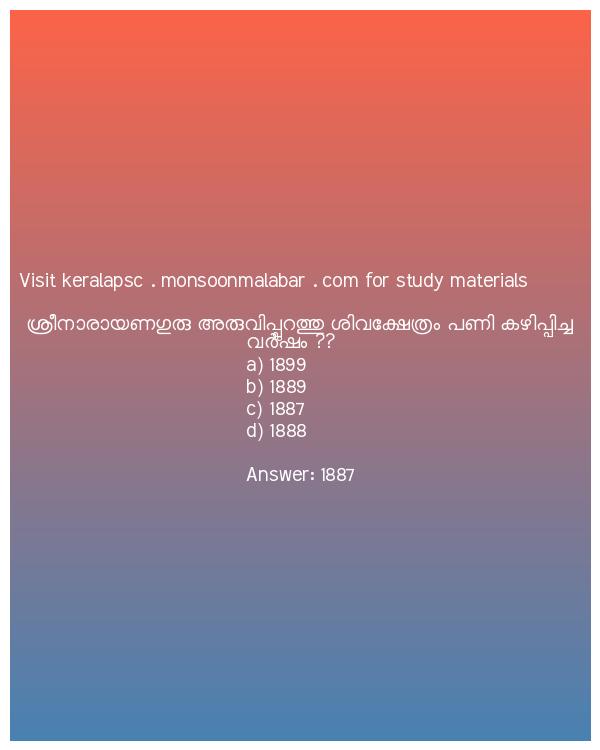 Visit keralapsc . monsoonmalabar . com for study materials
ശ്രീനാരായണഗുരു അരുവിപ്പുറത്തു ശിവക്ഷേത്രം പണി കഴിപ്പിച്ച
വർഷം ??
a) 1899
b) 1889
c) 1887
d) 1888
Answer: 1887